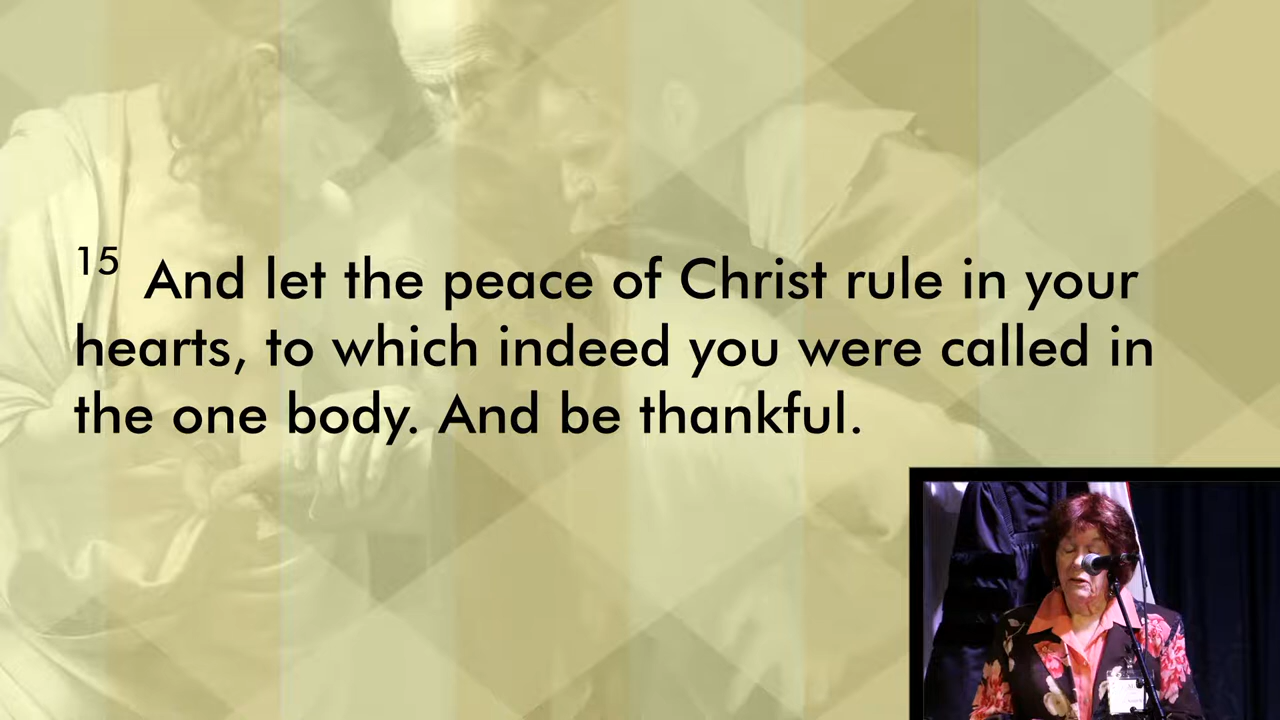 15 And let the peace of Christ rule in your
hearts, to which indeed you were called in
the one body. And be thankful.